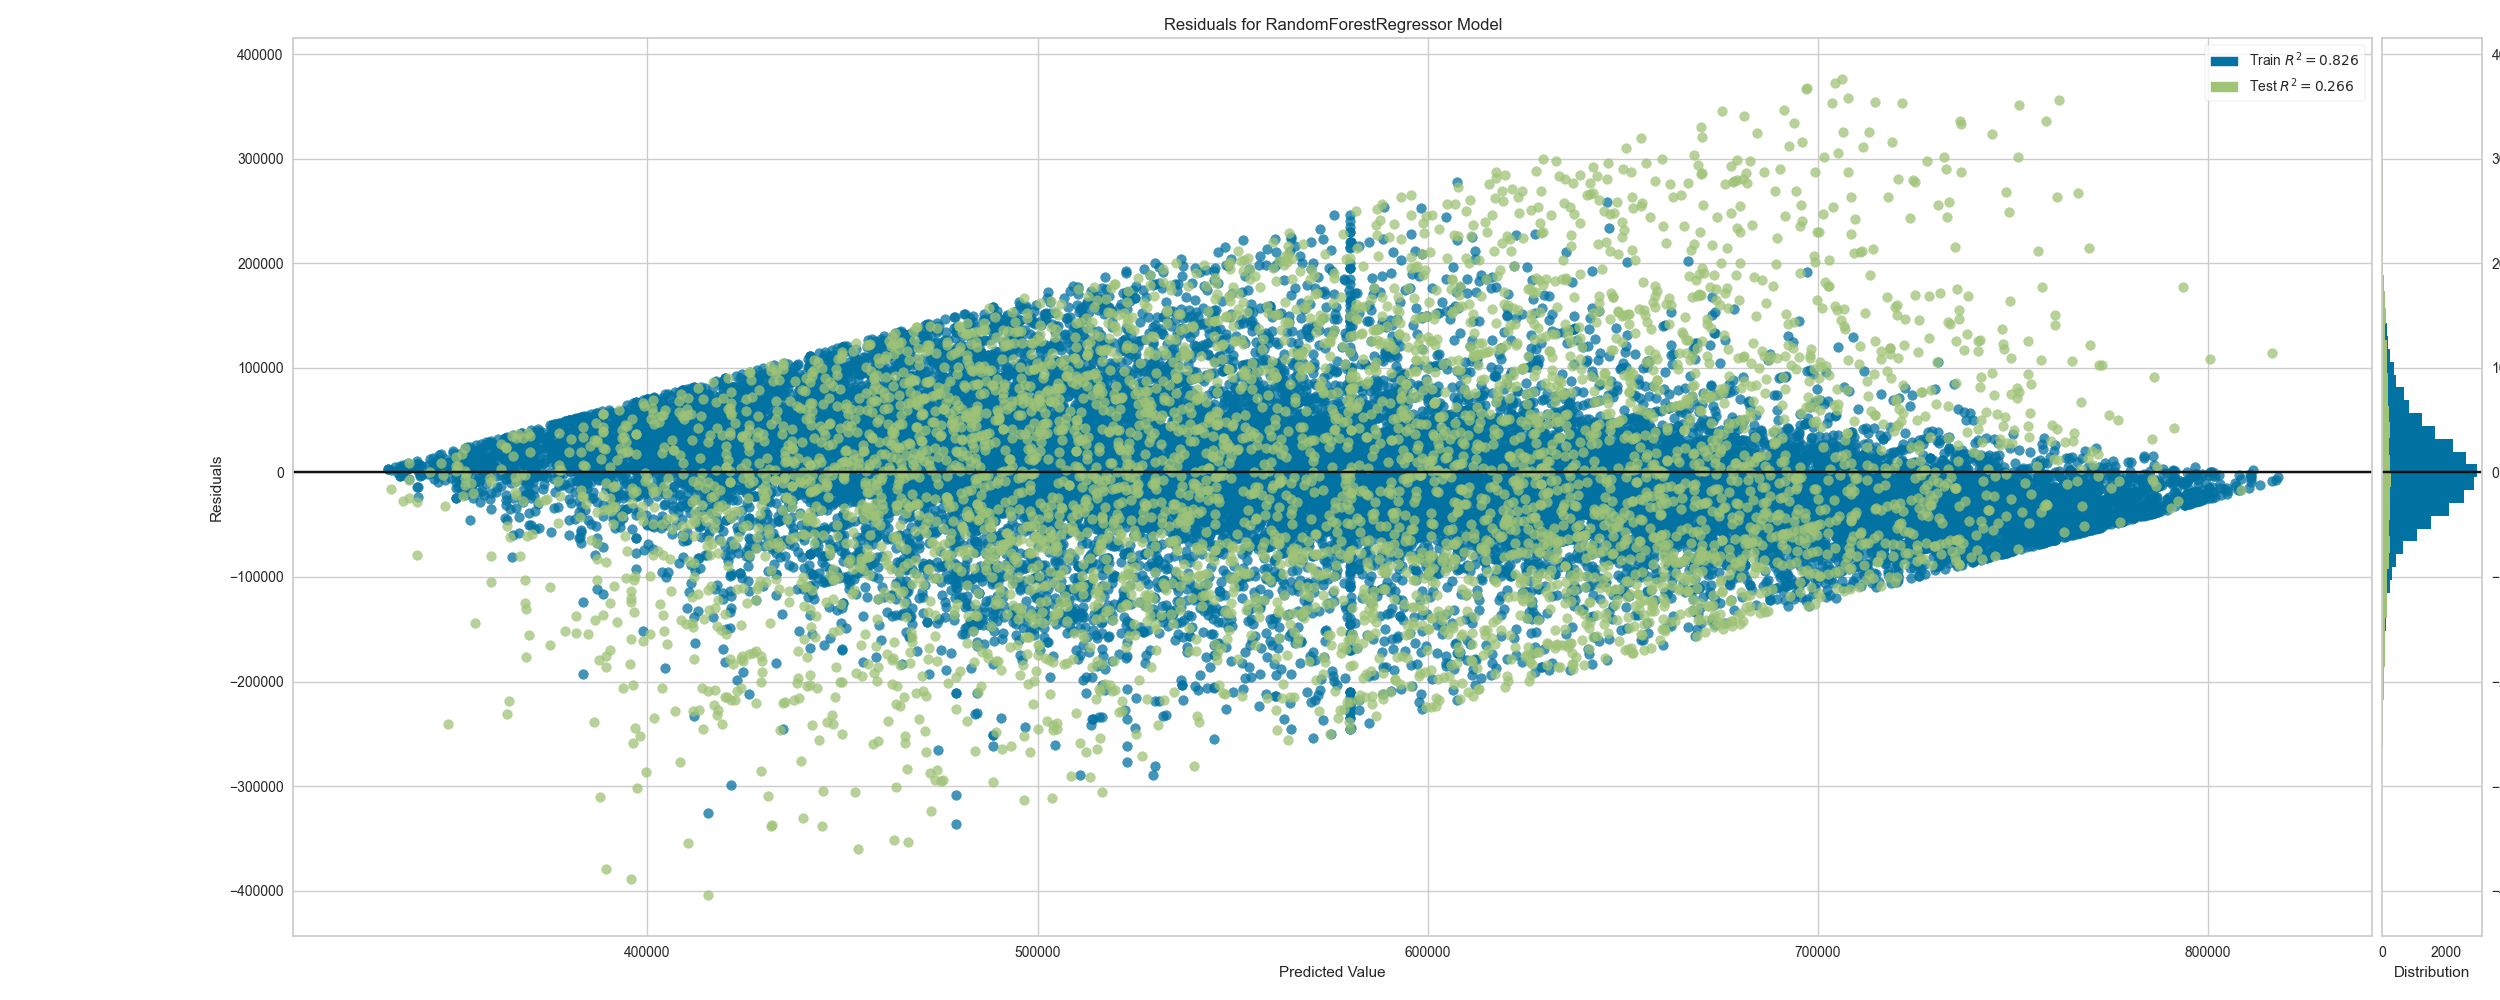 Residuals for RandomForestRegressor Model
400000
300000
200000
100000
0
−100000
−200000
−300000
−400000
Residuals
Train R² = 0.826
Test R² = 0.266
400000
500000
600000
700000
800000
Predicted Value
0
0
2000
Distribution